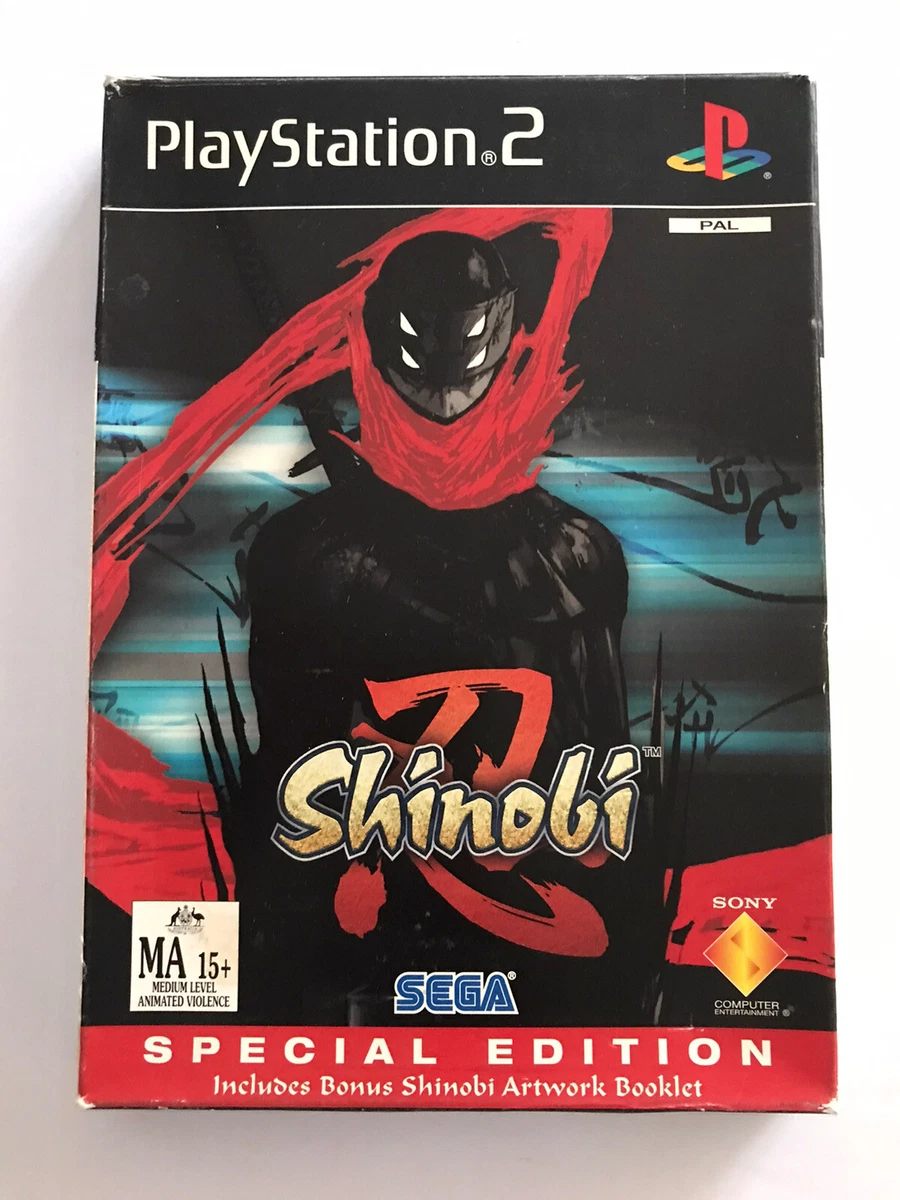 PlayStation®2
®
PAL
忍
Shinobi™
MA 15+
MEDIUM LEVEL
ANIMATED VIOLENCE
SEGA®
SONY
COMPUTER
ENTERTAINMENT®
SPECIAL EDITION
Includes Bonus Shinobi Artwork Booklet